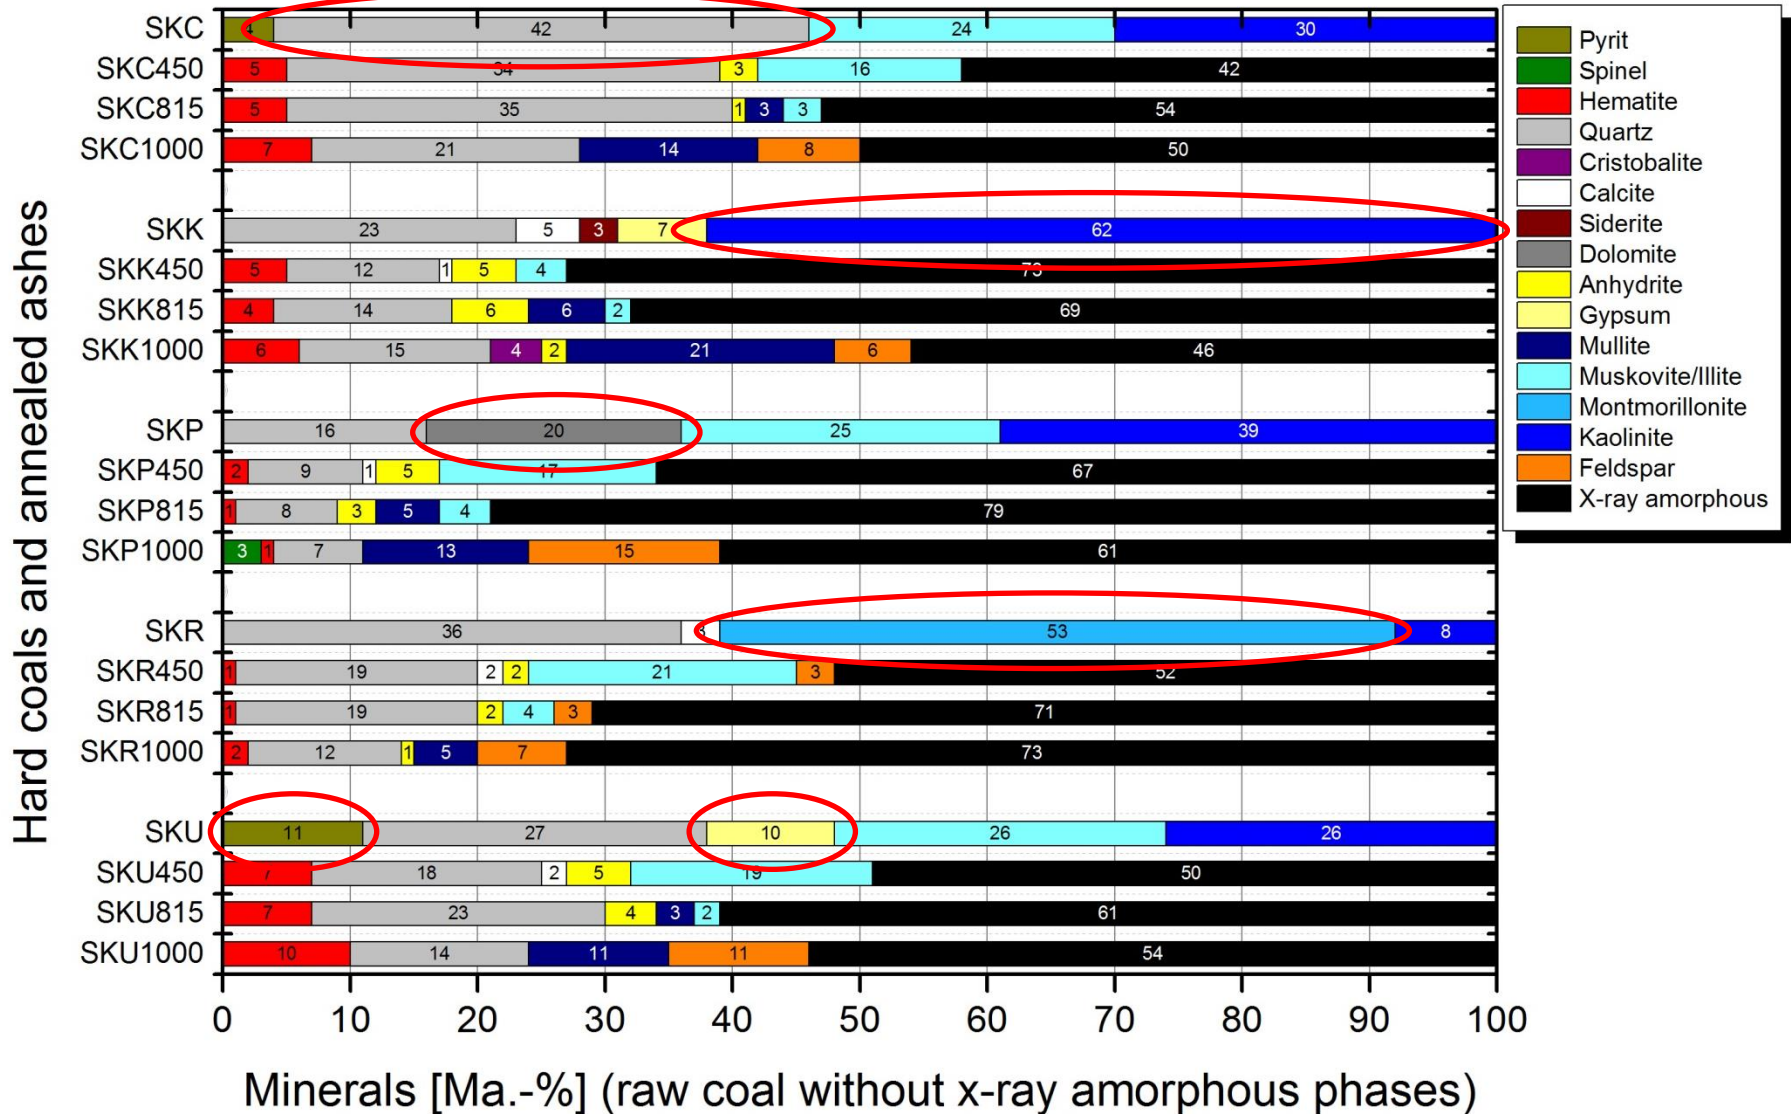 Hard coals and annealed ashes
SKC 4 42 24 30
SKC450 5 34 3 16 42
SKC815 5 35 1 3 3 54
SKC1000 7 21 14 8 50
SKK 23 5 3 7 62
SKK450 5 12 1 5 4 73
SKK815 4 14 6 6 2 69
SKK1000 6 15 4 2 21 6 46
SKP 16 20 25 39
SKP450 2 9 1 5 17 67
SKP815 1 8 3 5 4 79
SKP1000 3 1 7 13 15 61
SKR 36 3 53 8
SKR450 1 19 2 2 21 3 52
SKR815 1 19 2 4 3 71
SKR1000 2 12 1 5 7 73
SKU 11 27 10 26 26
SKU450 7 18 2 5 19 50
SKU815 7 23 4 3 2 61
SKU1000 10 14 11 11 54
0 10 20 30 40 50 60 70 80 90 100
Minerals [Ma.-%] (raw coal without x-ray amorphous phases)
Pyrit
Spinel
Hematite
Quartz
Cristobalite
Calcite
Siderite
Dolomite
Anhydrite
Gypsum
Mullite
Muskovite/Illite
Montmorillonite
Kaolinite
Feldspar
X-ray amorphous